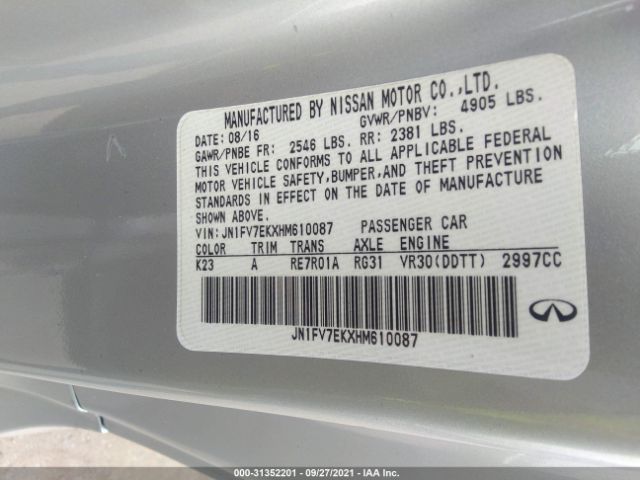 MANUFACTURED BY NISSAN MOTOR CO.,LTD.
DATE: 08/16 GVWR/PNBV: 4905 LBS.
GAWR/PNBE FR: 2546 LBS. RR: 2381 LBS.
THIS VEHICLE CONFORMS TO ALL APPLICABLE FEDERAL
MOTOR VEHICLE SAFETY,BUMPER,AND THEFT PREVENTION
STANDARDS IN EFFECT ON THE DATE OF MANUFACTURE
SHOWN ABOVE.
VIN: JN1FV7EKXHM610087 PASSENGER CAR
COLOR TRIM TRANS AXLE ENGINE
K23 A RE7R01A RG31 VR30(DDTT) 2997CC
JN1FV7EKXHM610087
000-31352201 - 09/27/2021 - IAA Inc.